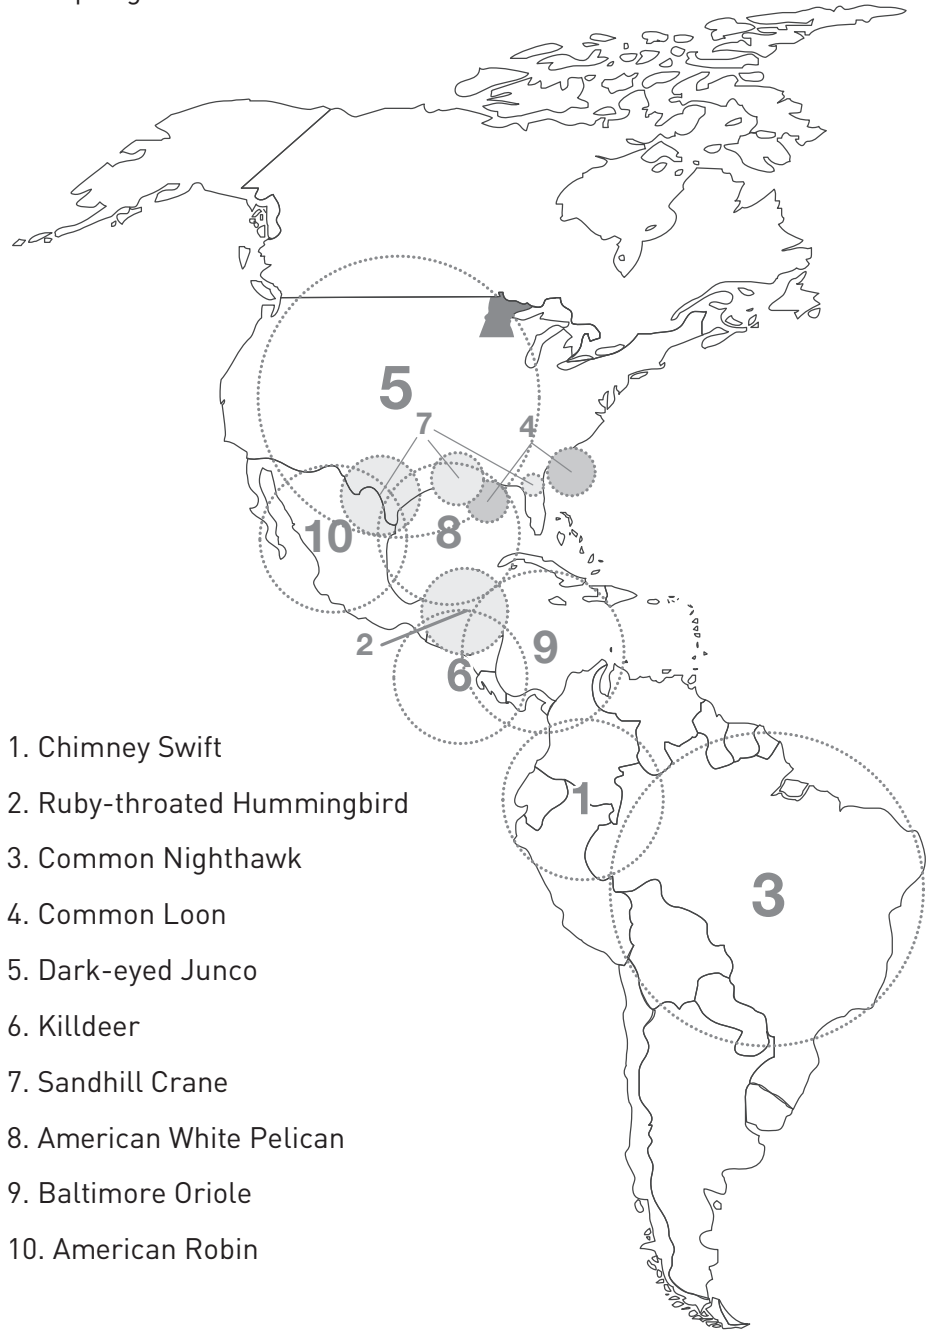 5
7
4
10
8
2
9
6
1
3
1. Chimney Swift
2. Ruby-throated Hummingbird
3. Common Nighthawk
4. Common Loon
5. Dark-eyed Junco
6. Killdeer
7. Sandhill Crane
8. American White Pelican
9. Baltimore Oriole
10. American Robin